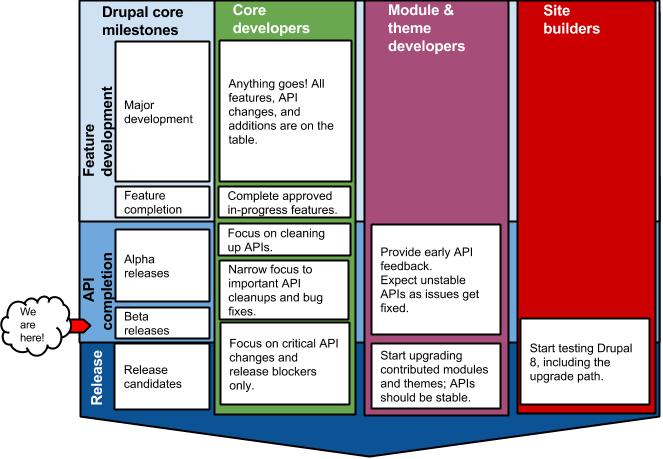 Drupal core
milestones
Core
developers
Module &
theme
developers
Site
builders
Feature
development
Major
development
Anything goes! All
features, API
changes, and
additions are on the
table.
Feature
completion
Complete approved
in-progress features.
API
completion
Alpha
releases
Focus on cleaning
up APIs.
Narrow focus to
important API
cleanups and bug
fixes.
Provide early API
feedback.
Expect unstable
APIs as issues get
fixed.
We
are
here!
Beta
releases
Focus on critical API
changes and
release blockers
only.
Start testing Drupal
8, including the
upgrade path.
Release
Release
candidates
Start upgrading
contributed modules
and themes; APIs
should be stable.